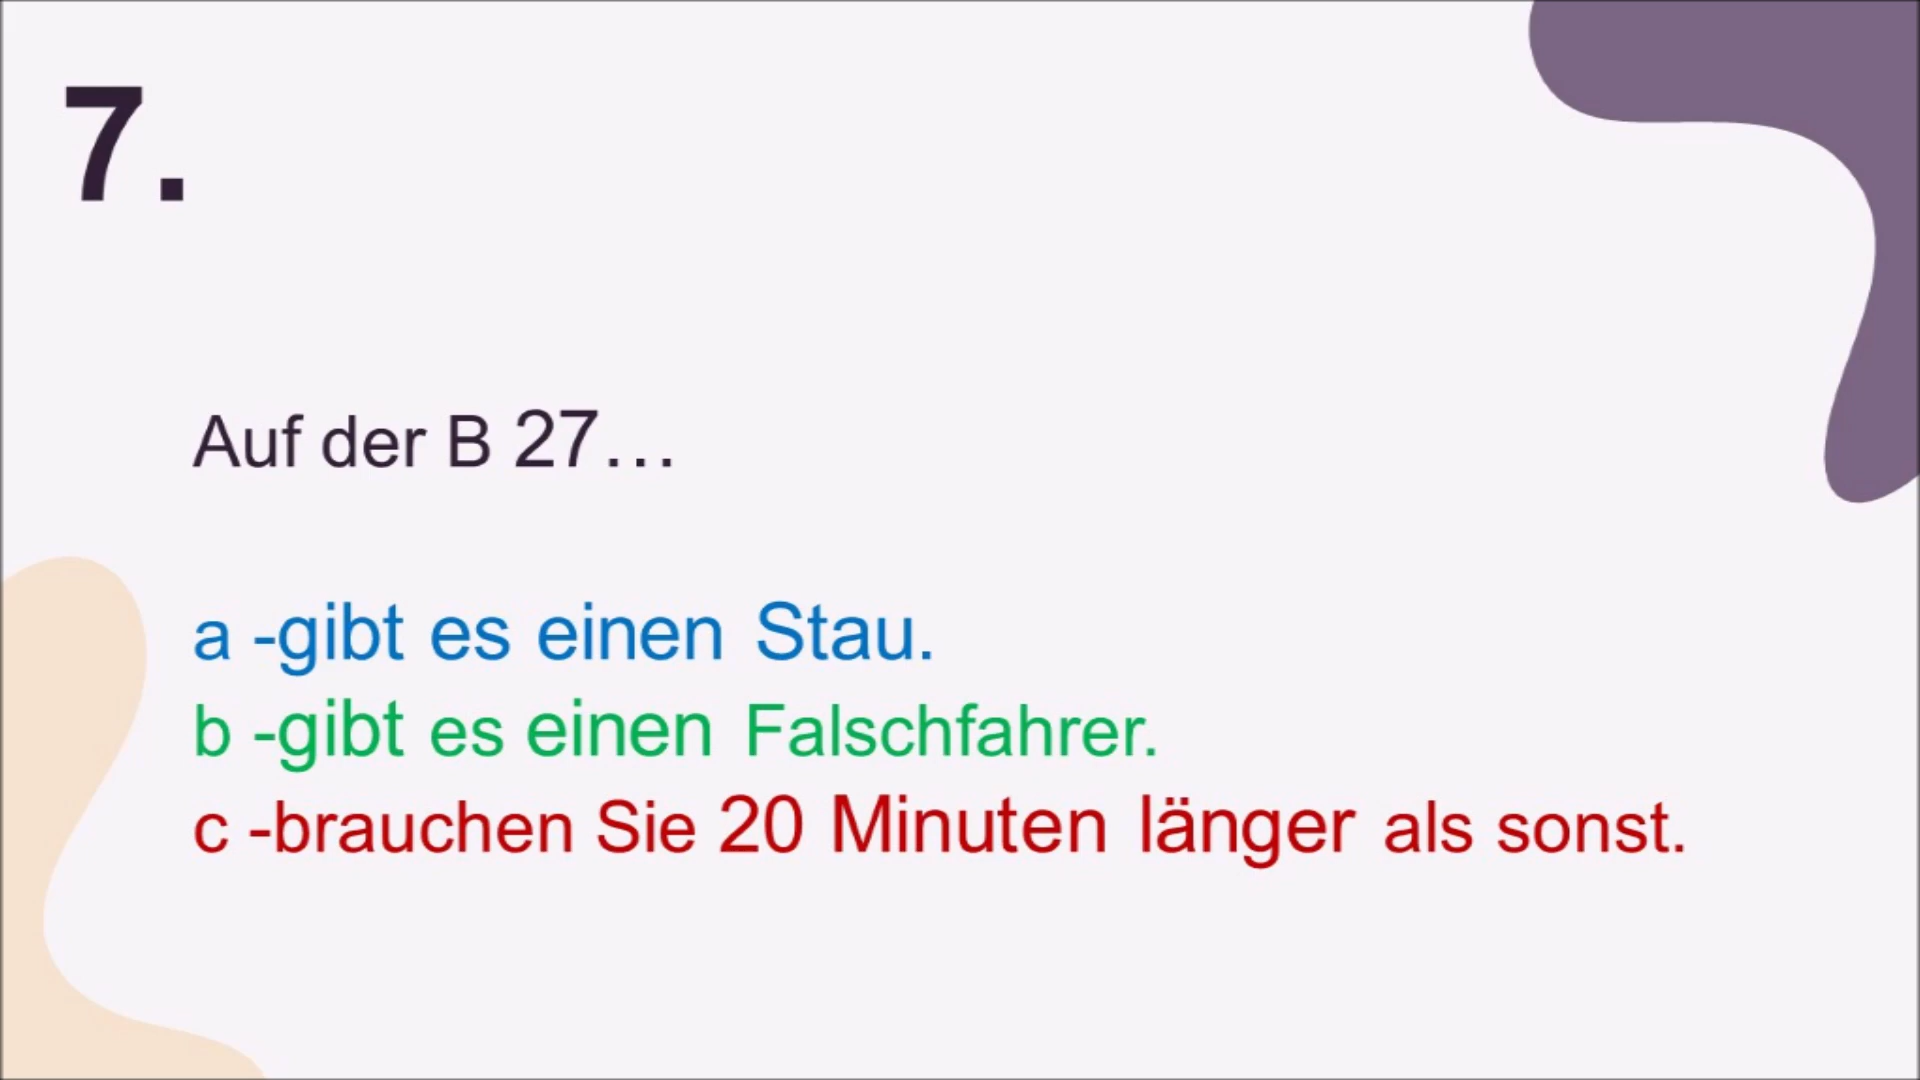 7.
Auf der B 27...
a -gibt es einen Stau.
b -gibt es einen Falschfahrer.
c -brauchen Sie 20 Minuten länger als sonst.